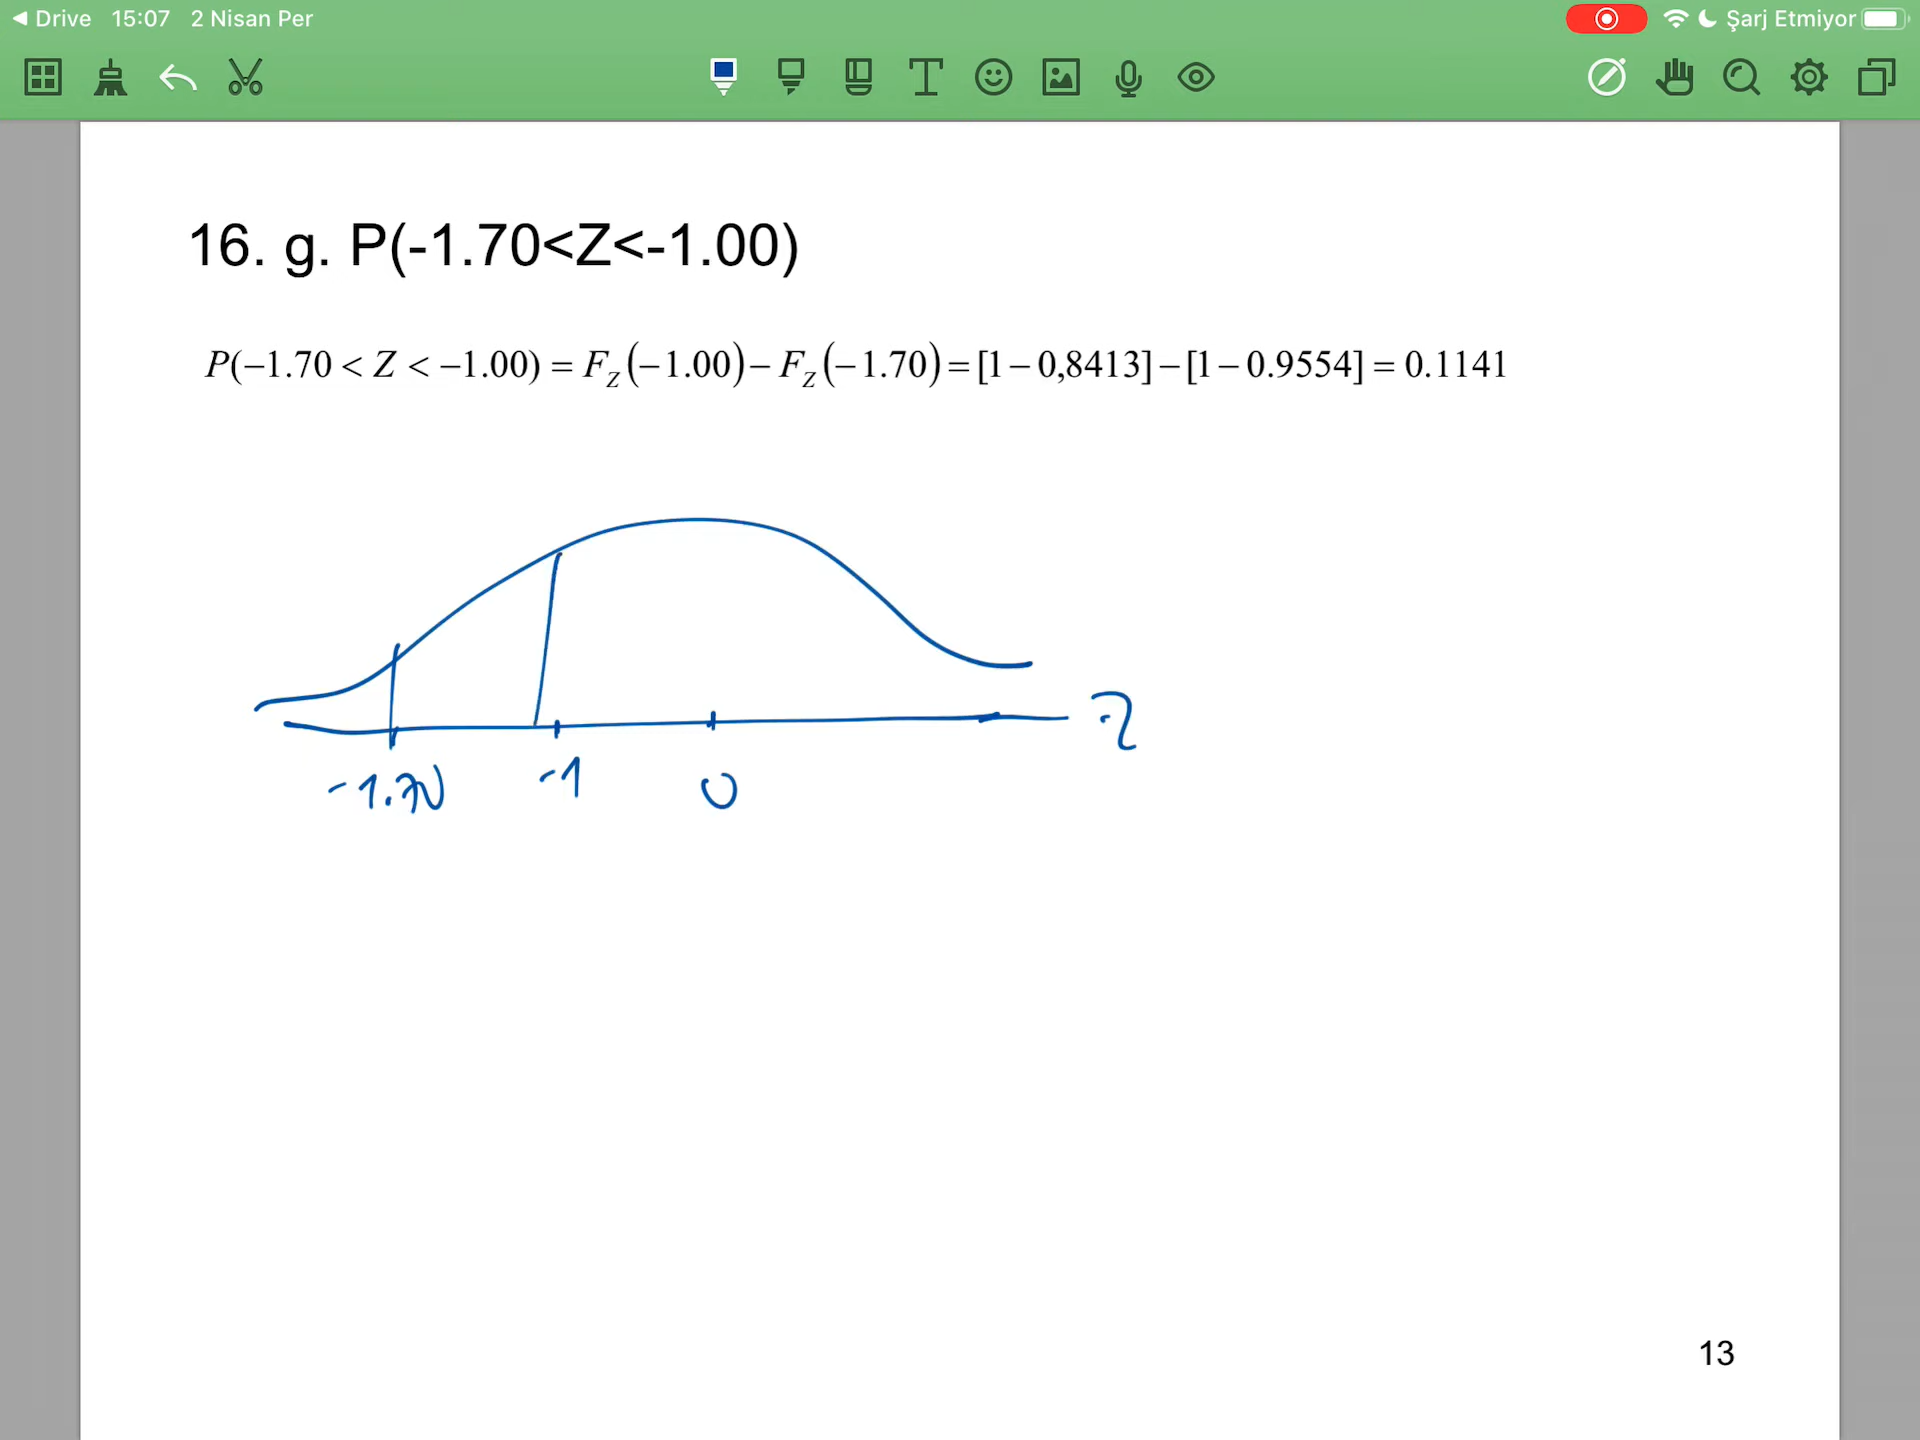 Drive 15:07 2 Nisan Per Şarj Etmiyor
16. g. P(-1.70<Z<-1.00)
P(−1.70 < Z < −1.00) = F_Z(−1.00) − F_Z(−1.70) = [1 − 0,8413] − [1 − 0.9554] = 0.1141
Z
-1.70 -1 0
13